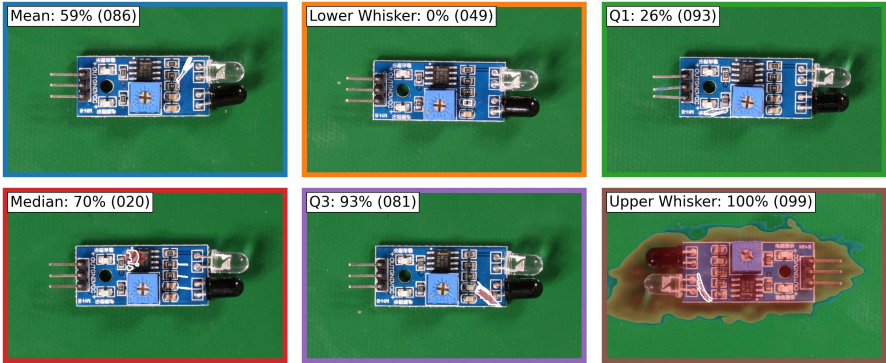 Mean: 59% (086)
Lower Whisker: 0% (049)
Q1: 26% (093)
Median: 70% (020)
Q3: 93% (081)
Upper Whisker: 100% (099)